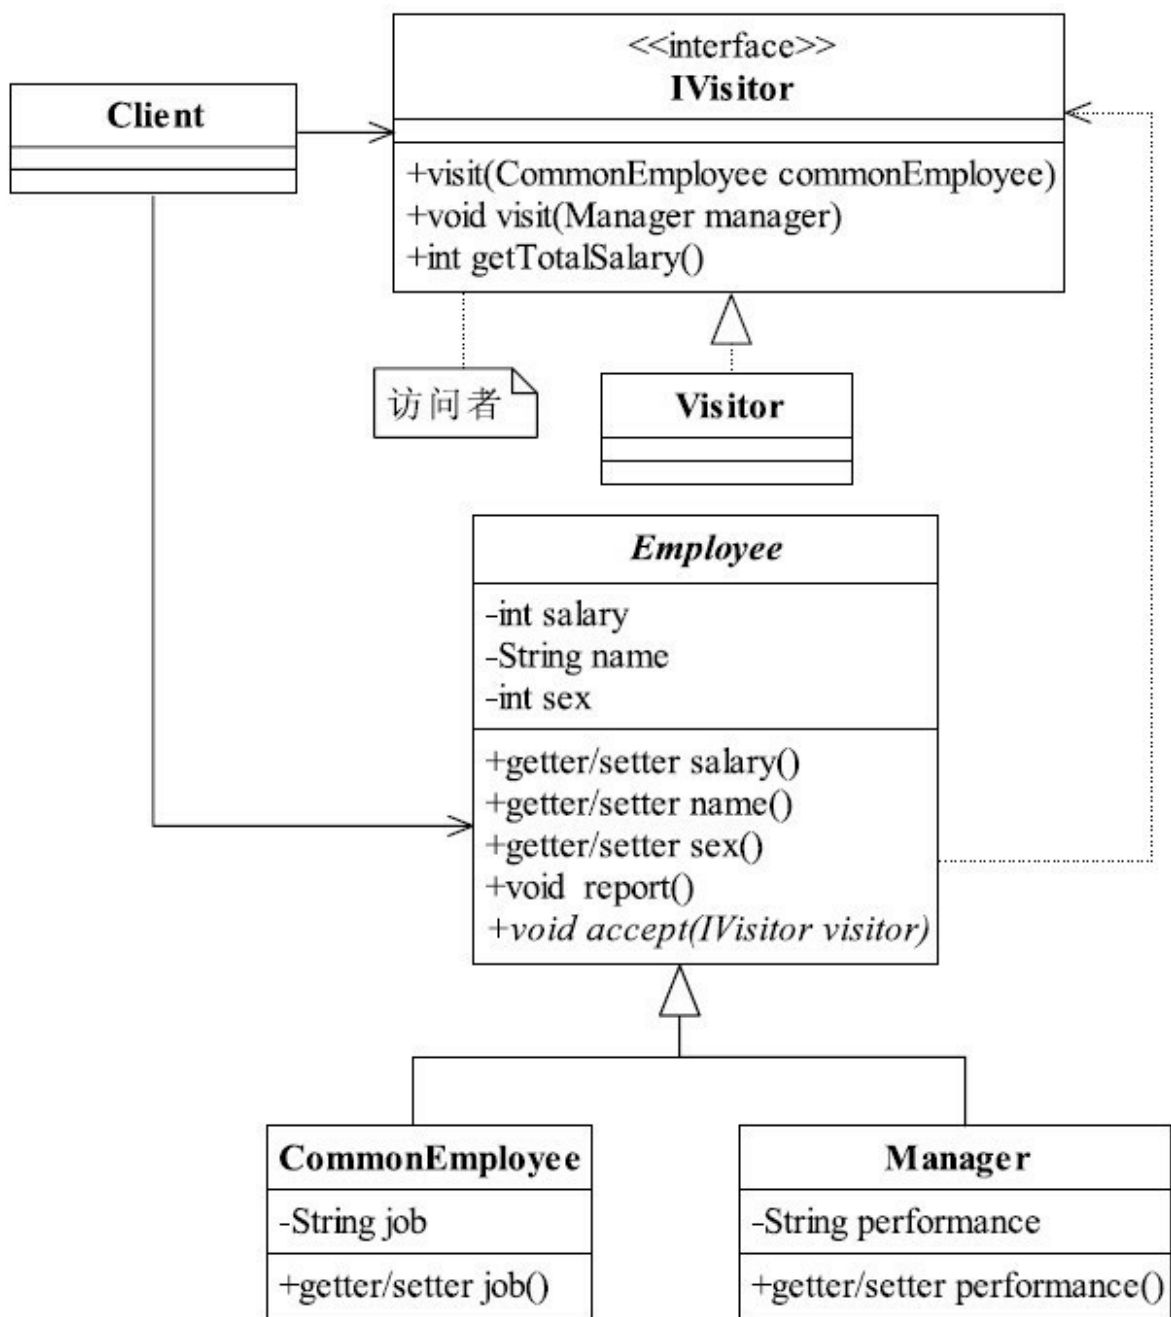 <<interface>>
IVisitor
Client
+visit(CommonEmployee commonEmployee)
+void visit(Manager manager)
+int getTotalSalary()
访问者
Visitor
Employee
-int salary
-String name
-int sex
+getter/setter salary()
+getter/setter name()
+getter/setter sex()
+void report()
+void accept(IVisitor visitor)
CommonEmployee
-String job
+getter/setter job()
Manager
-String performance
+getter/setter performance()